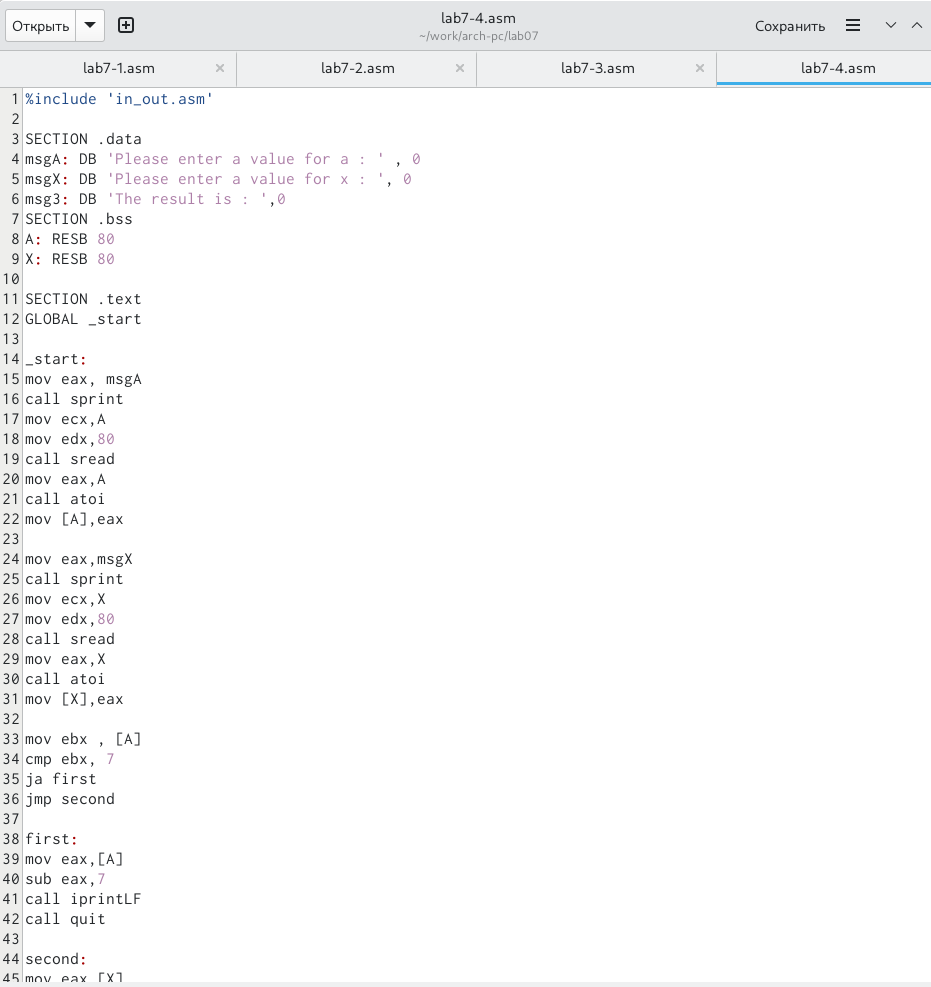 Открыть
lab7-4.asm
~/work/arch-pc/lab07
Сохранить
lab7-1.asm × lab7-2.asm × lab7-3.asm × lab7-4.asm
1 %include 'in_out.asm'
2
3 SECTION .data
4 msgA: DB 'Please enter a value for a : ' , 0
5 msgX: DB 'Please enter a value for x : ', 0
6 msg3: DB 'The result is : ',0
7 SECTION .bss
8 A: RESB 80
9 X: RESB 80
10
11 SECTION .text
12 GLOBAL _start
13
14 _start:
15 mov eax, msgA
16 call sprint
17 mov ecx,A
18 mov edx,80
19 call sread
20 mov eax,A
21 call atoi
22 mov [A],eax
23
24 mov eax,msgX
25 call sprint
26 mov ecx,X
27 mov edx,80
28 call sread
29 mov eax,X
30 call atoi
31 mov [X],eax
32
33 mov ebx , [A]
34 cmp ebx, 7
35 ja first
36 jmp second
37
38 first:
39 mov eax,[A]
40 sub eax,7
41 call iprintLF
42 call quit
43
44 second:
45 mov eax,[X]